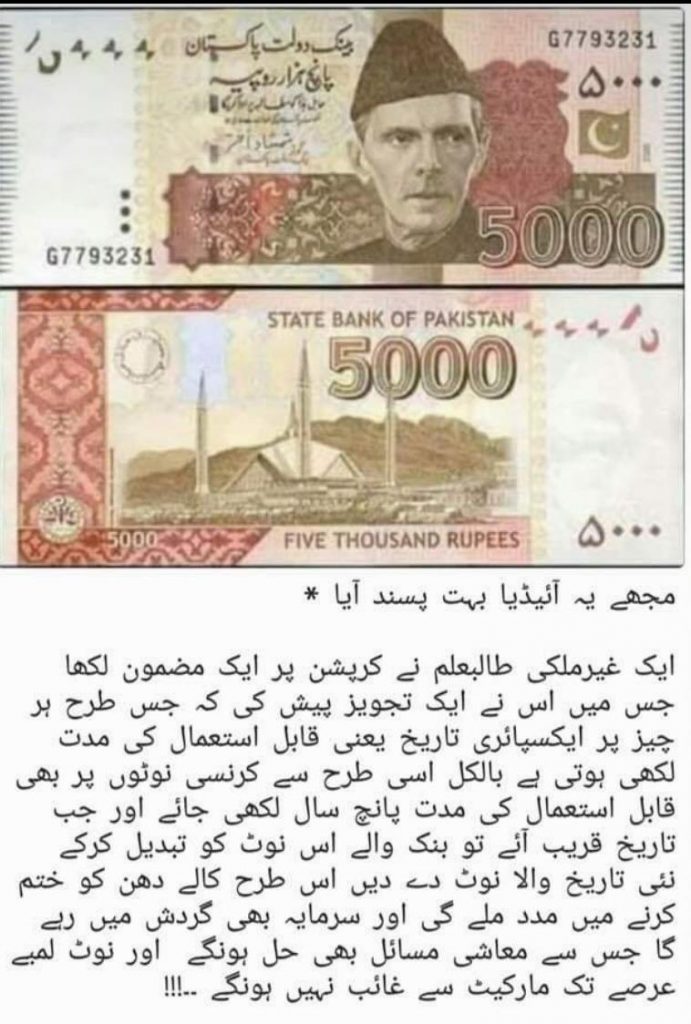 بینک دولت پاکستان
G7793231
پانچ ہزار روپیہ
۵۰۰۰
5000
G7793231
STATE BANK OF PAKISTAN
5000
5000
FIVE THOUSAND RUPEES
۵۰۰۰
مجھے یہ آئیڈیا بہت پسند آیا *
ایک غیرملکی طالبعلم نے کرپشن پر ایک مضمون لکھا
جس میں اس نے ایک تجویز پیش کی کہ جس طرح ہر
چیز پر ایکسپائری تاریخ یعنی قابل استعمال کی مدت
لکھی ہوتی ہے بالکل اسی طرح سے کرنسی نوٹوں پر بھی
قابل استعمال کی مدت پانچ سال لکھی جائے اور جب
تاریخ قریب آئے تو بنک والے اس نوٹ کو تبدیل کرکے
نئی تاریخ والا نوٹ دے دیں اس طرح کالے دھن کو ختم
کرنے میں مدد ملے گی اور سرمایہ بھی گردش میں رہے
گا جس سے معاشی مسائل بھی حل ہونگے اور نوٹ لمبے
عرصے تک مارکیٹ سے غائب نہیں ہونگے ..!!!